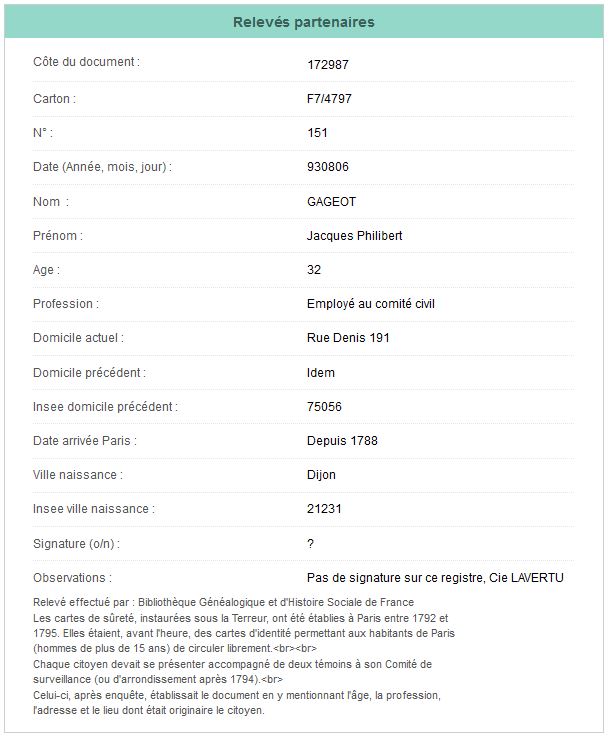 Relevés partenaires
Côte du document : 172987
Carton : F7/4797
N° : 151
Date (Année, mois, jour) : 930806
Nom : GAGEOT
Prénom : Jacques Philibert
Age : 32
Profession : Employé au comité civil
Domicile actuel : Rue Denis 191
Domicile précédent : Idem
Insee domicile précédent : 75056
Date arrivée Paris : Depuis 1788
Ville naissance : Dijon
Insee ville naissance : 21231
Signature (o/n) : ?
Observations : Pas de signature sur ce registre, Cie LAVERTU
Relevé effectué par : Bibliothèque Généalogique et d'Histoire Sociale de France
Les cartes de sûreté, instaurées sous la Terreur, ont été établies à Paris entre 1792 et
1795. Elles étaient, avant l'heure, des cartes d'identité permettant aux habitants de Paris
(hommes de plus de 15 ans) de circuler librement.<br><br>
Chaque citoyen devait se présenter accompagné de deux témoins à son Comité de
surveillance (ou d'arrondissement après 1794).<br>
Celui-ci, après enquête, établissait le document en y mentionnant l'âge, la profession,
l'adresse et le lieu dont était originaire le citoyen.